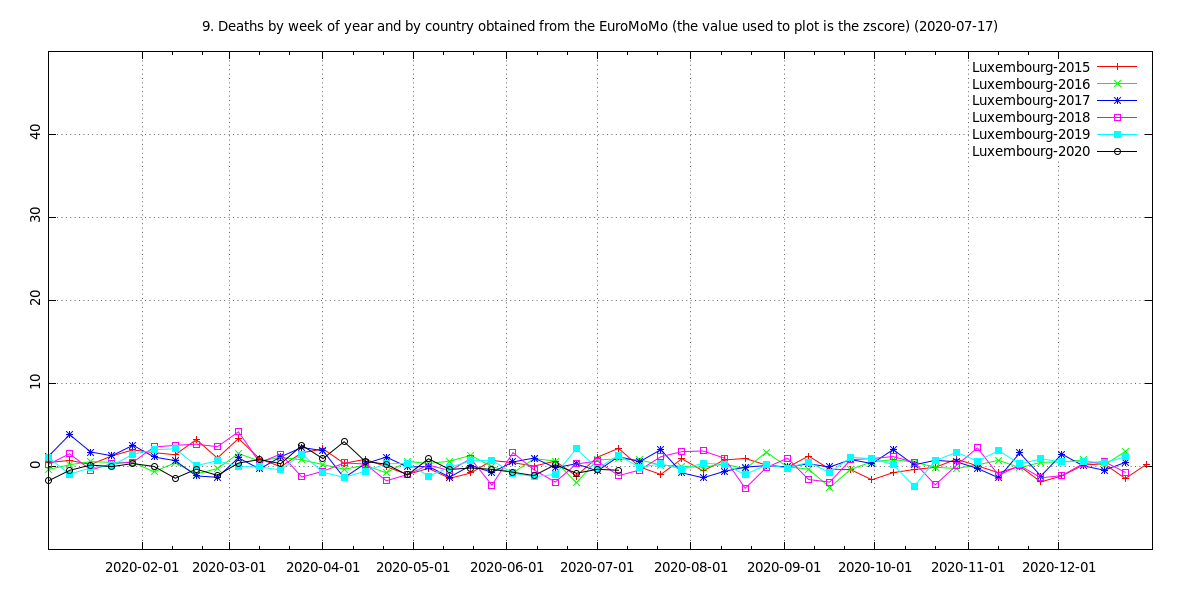 9. Deaths by week of year and by country obtained from the EuroMoMo (the value used to plot is the zscore) (2020-07-17)
Luxembourg-2015
Luxembourg-2016
Luxembourg-2017
Luxembourg-2018
Luxembourg-2019
Luxembourg-2020
40
30
20
10
0
2020-02-01 2020-03-01 2020-04-01 2020-05-01 2020-06-01 2020-07-01 2020-08-01 2020-09-01 2020-10-01 2020-11-01 2020-12-01